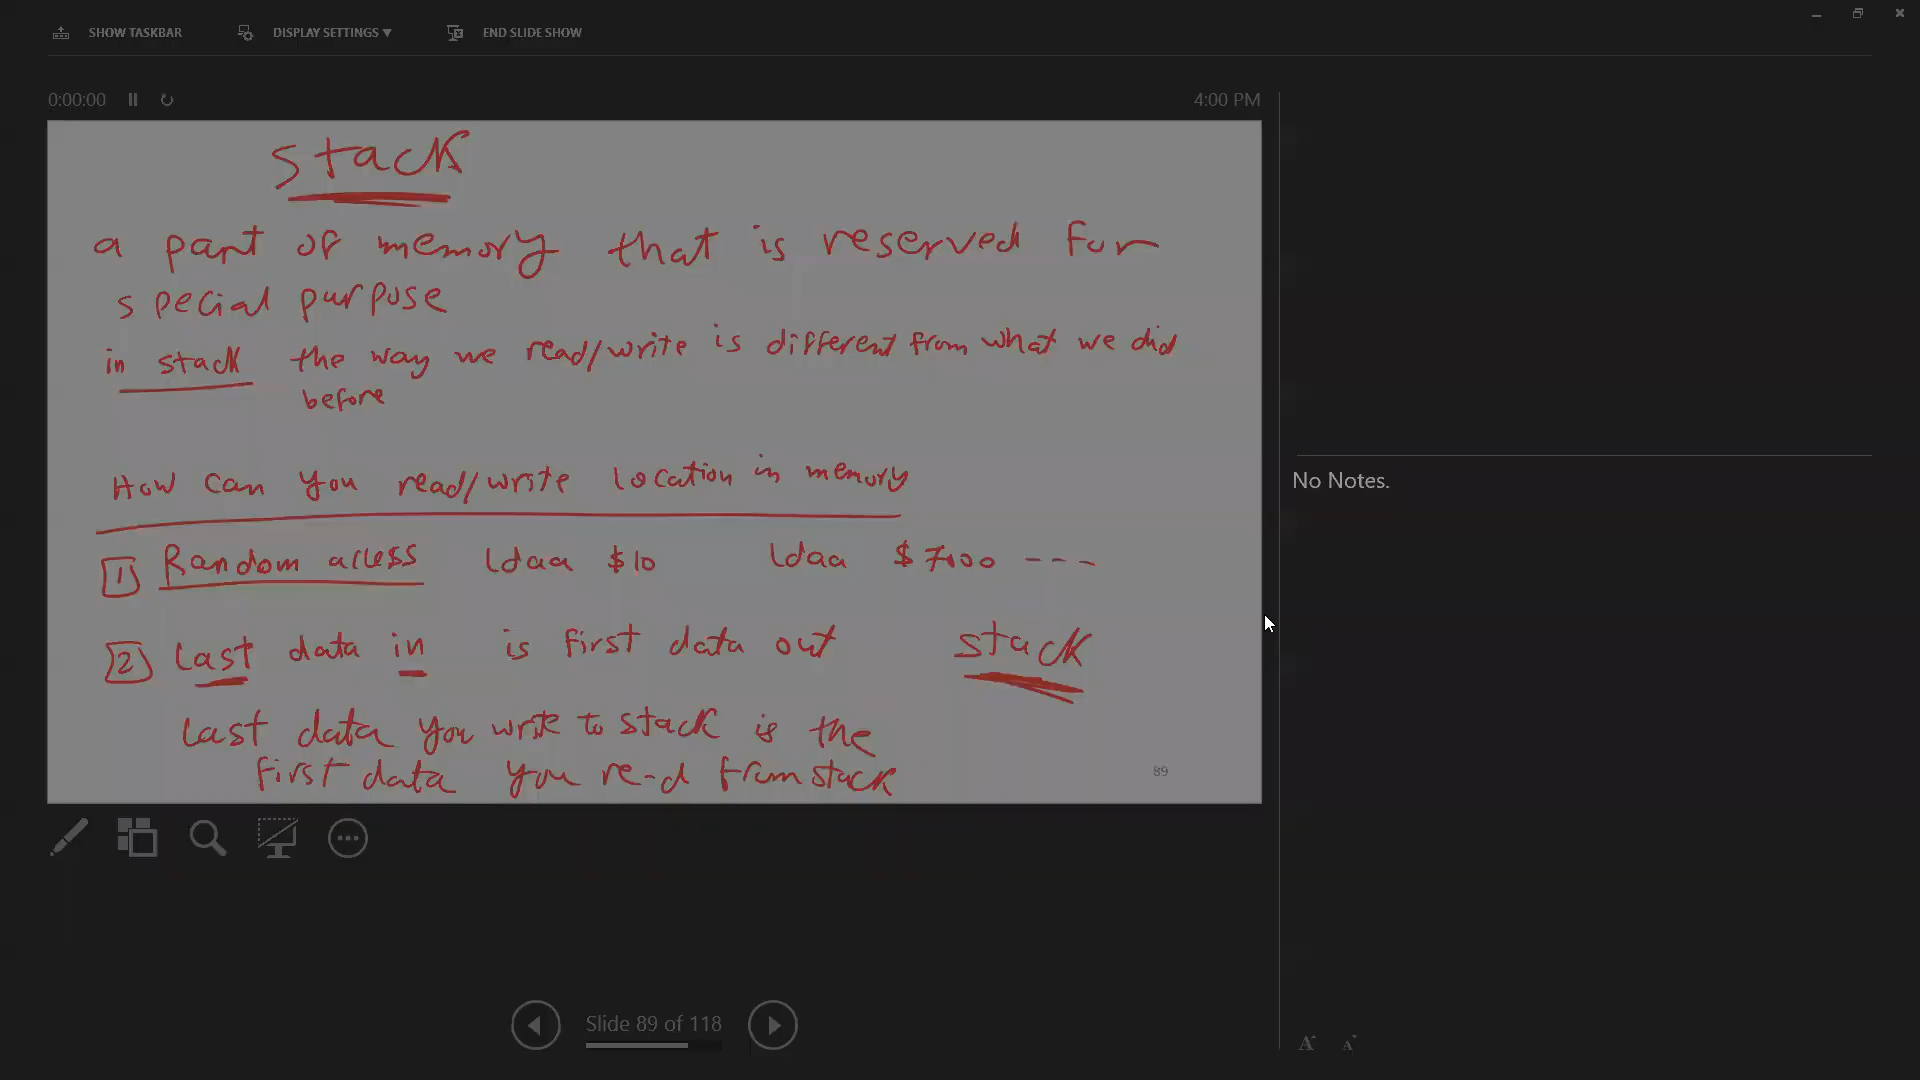 SHOW TASKBAR DISPLAY SETTINGS ▼ END SLIDE SHOW
0:00:00 4:00 PM
stack
a part of memory that is reserved for
special purpose
in stack the way we read/write is different from what we did
before
How can you read/write location in memory
1 Random access ldaa $10 ldaa $7000 ---
2 Last data in is first data out stack
Last data you write to stack is the
first data you read from stack
89
No Notes.
Slide 89 of 118
A A